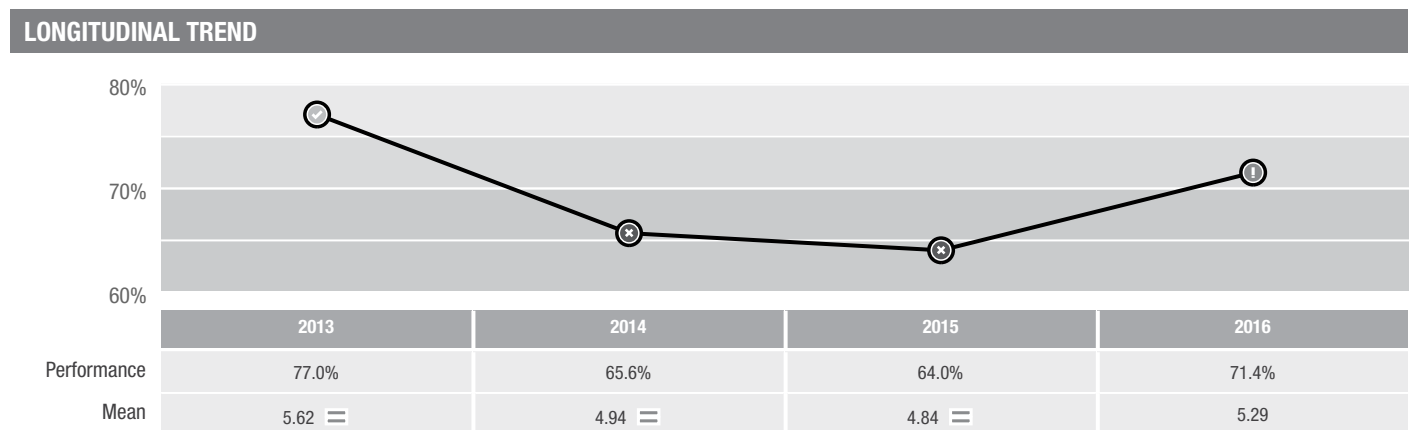 LONGITUDINAL TREND
80%
70%
60%
2013 2014 2015 2016
Performance 77.0% 65.6% 64.0% 71.4%
Mean 5.62 = 4.94 = 4.84 = 5.29